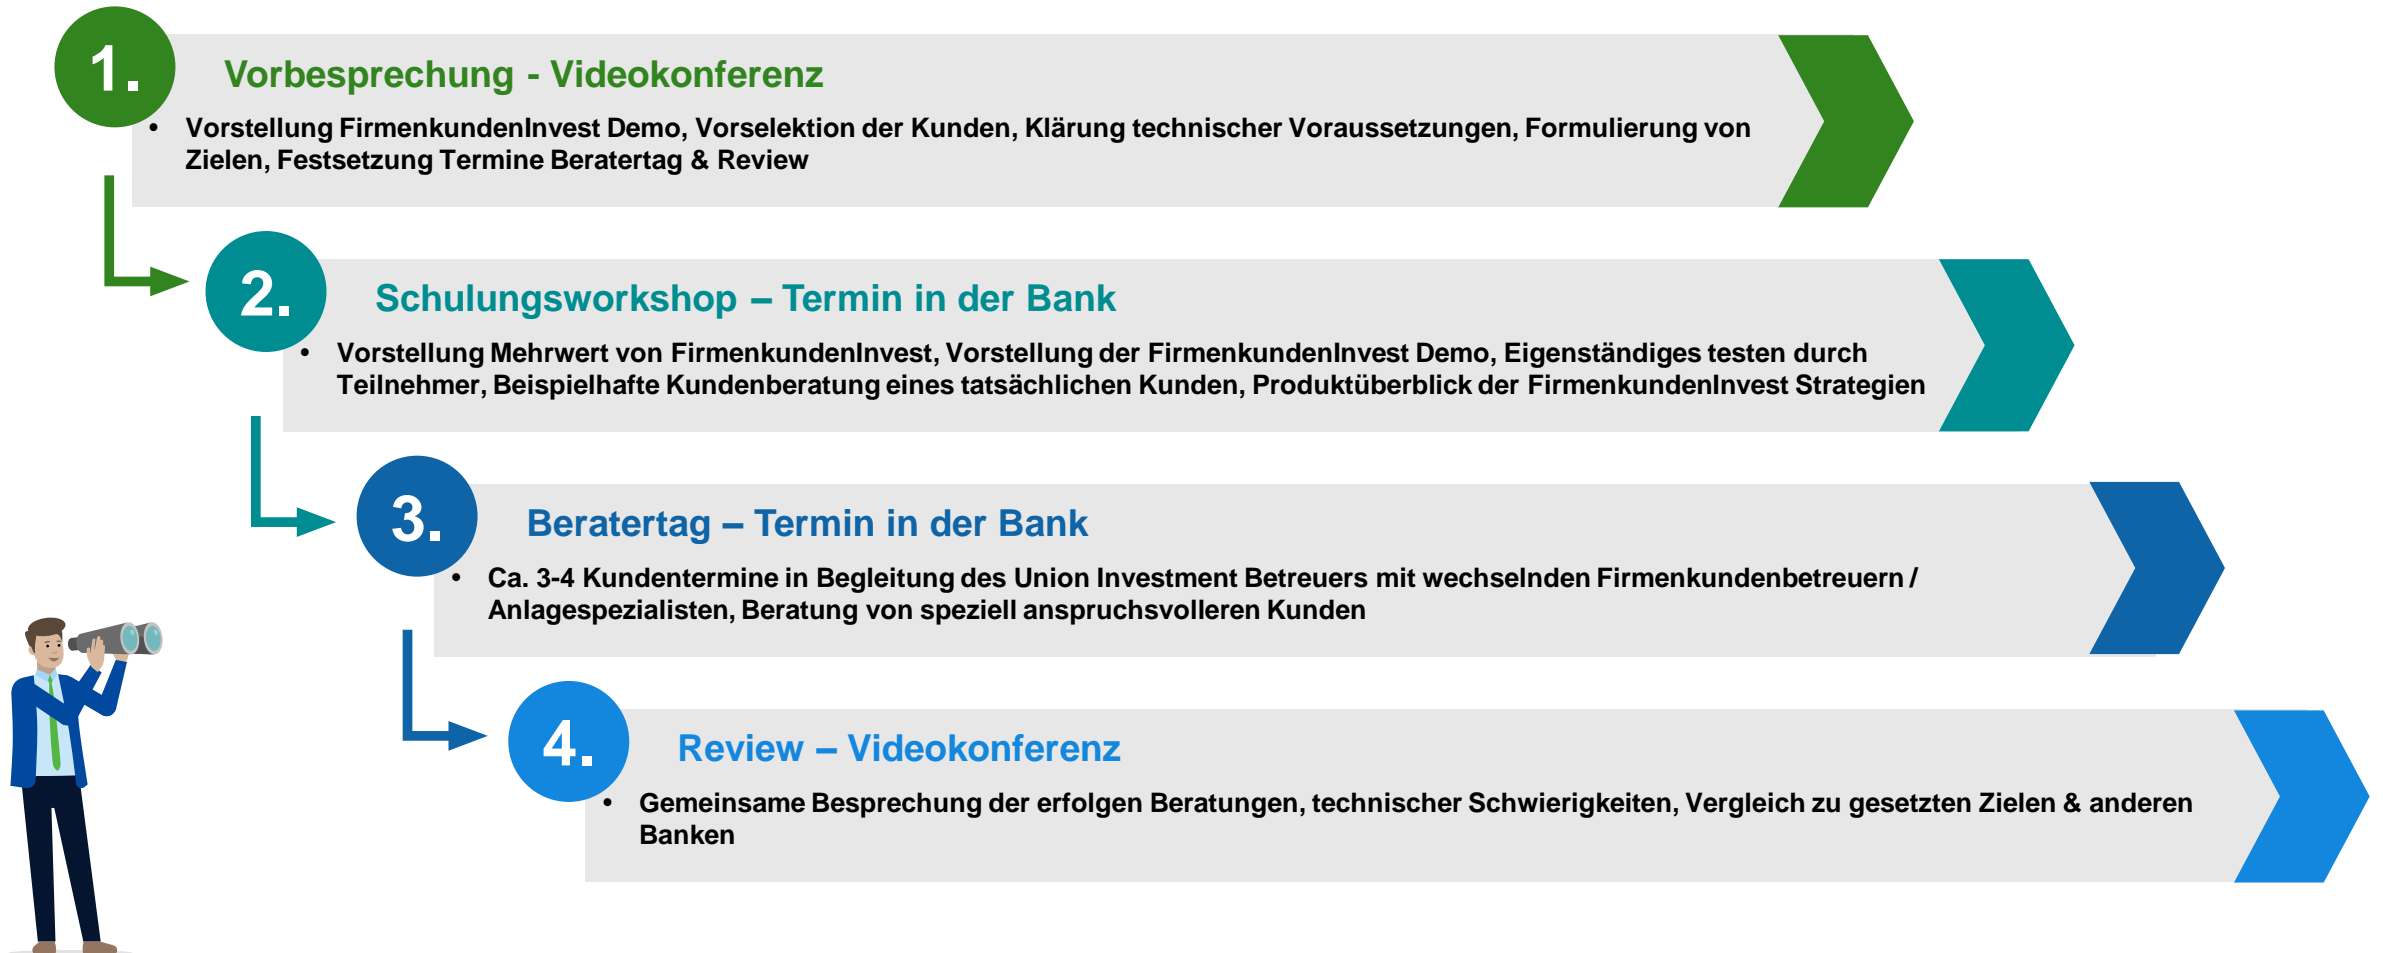 1.
Vorbesprechung - Videokonferenz
• Vorstellung FirmenkundenInvest Demo, Vorselektion der Kunden, Klärung technischer Voraussetzungen, Formulierung von
Zielen, Festsetzung Termine Beratertag & Review
2.
Schulungsworkshop – Termin in der Bank
• Vorstellung Mehrwert von FirmenkundenInvest, Vorstellung der FirmenkundenInvest Demo, Eigenständiges testen durch
Teilnehmer, Beispielhafte Kundenberatung eines tatsächlichen Kunden, Produktüberblick der FirmenkundenInvest Strategien
3.
Beratertag – Termin in der Bank
• Ca. 3-4 Kundentermine in Begleitung des Union Investment Betreuers mit wechselnden Firmenkundenbetreuern /
Anlagespezialisten, Beratung von speziell anspruchsvolleren Kunden
4.
Review – Videokonferenz
• Gemeinsame Besprechung der erfolgen Beratungen, technischer Schwierigkeiten, Vergleich zu gesetzten Zielen & anderen
Banken